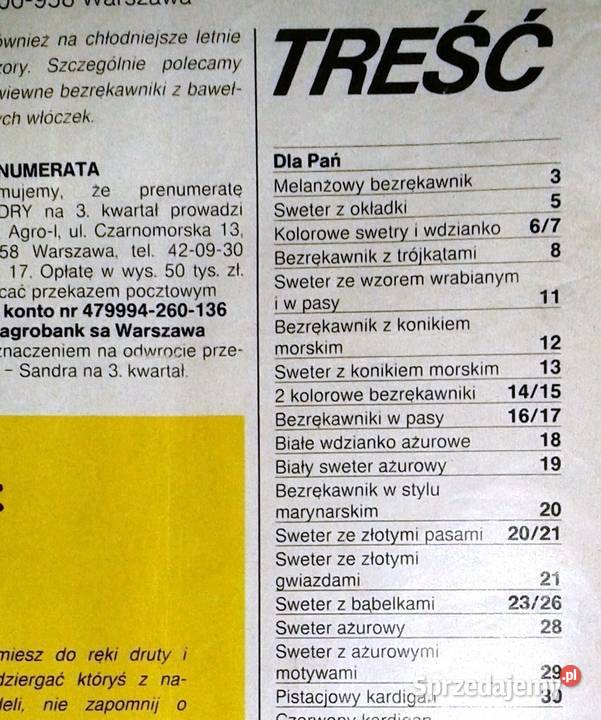 Warszawa
ównież na chłodniejsze letnie
zory. Szczególnie polecamy
wiewne bezrękawniki z baweł-
ych włóczek.
NUMERATA
mujemy, że prenumeratę
DRY na 3. kwartał prowadzi
. Agro-I, ul. Czarnomorska 13,
58 Warszawa, tel. 42-09-30
17. Opłatę w wys. 50 tys. zł.
cać przekazem pocztowym
konto nr 479994-260-136
agrobank sa Warszawa
znaczeniem na odwrocie prze-
– Sandra na 3. kwartał.
:
miesz do ręki druty i
dziergać któryś z na-
deli, nie zapomnij o
TREŚĆ
Dla Pań
Melanżowy bezrękawnik 3
Sweter z okładki 5
Kolorowe swetry i wdzianko 6/7
Bezrękawnik z trójkątami 8
Sweter ze wzorem wrabianym
i w pasy 11
Bezrękawnik z konikiem
morskim 12
Sweter z konikiem morskim 13
2 kolorowe bezrękawniki 14/15
Bezrękawniki w pasy 16/17
Białe wdzianko ażurowe 18
Biały sweter ażurowy 19
Bezrękawnik w stylu
marynarskim 20
Sweter ze złotymi pasami 20/21
Sweter ze złotymi
gwiazdami 21
Sweter z bąbelkami 23/26
Sweter ażurowy 28
Sweter z ażurowymi
motywami 29
Pistacjowy kardigan 30
Czerwony kardigan
Sprzedajemy.pl